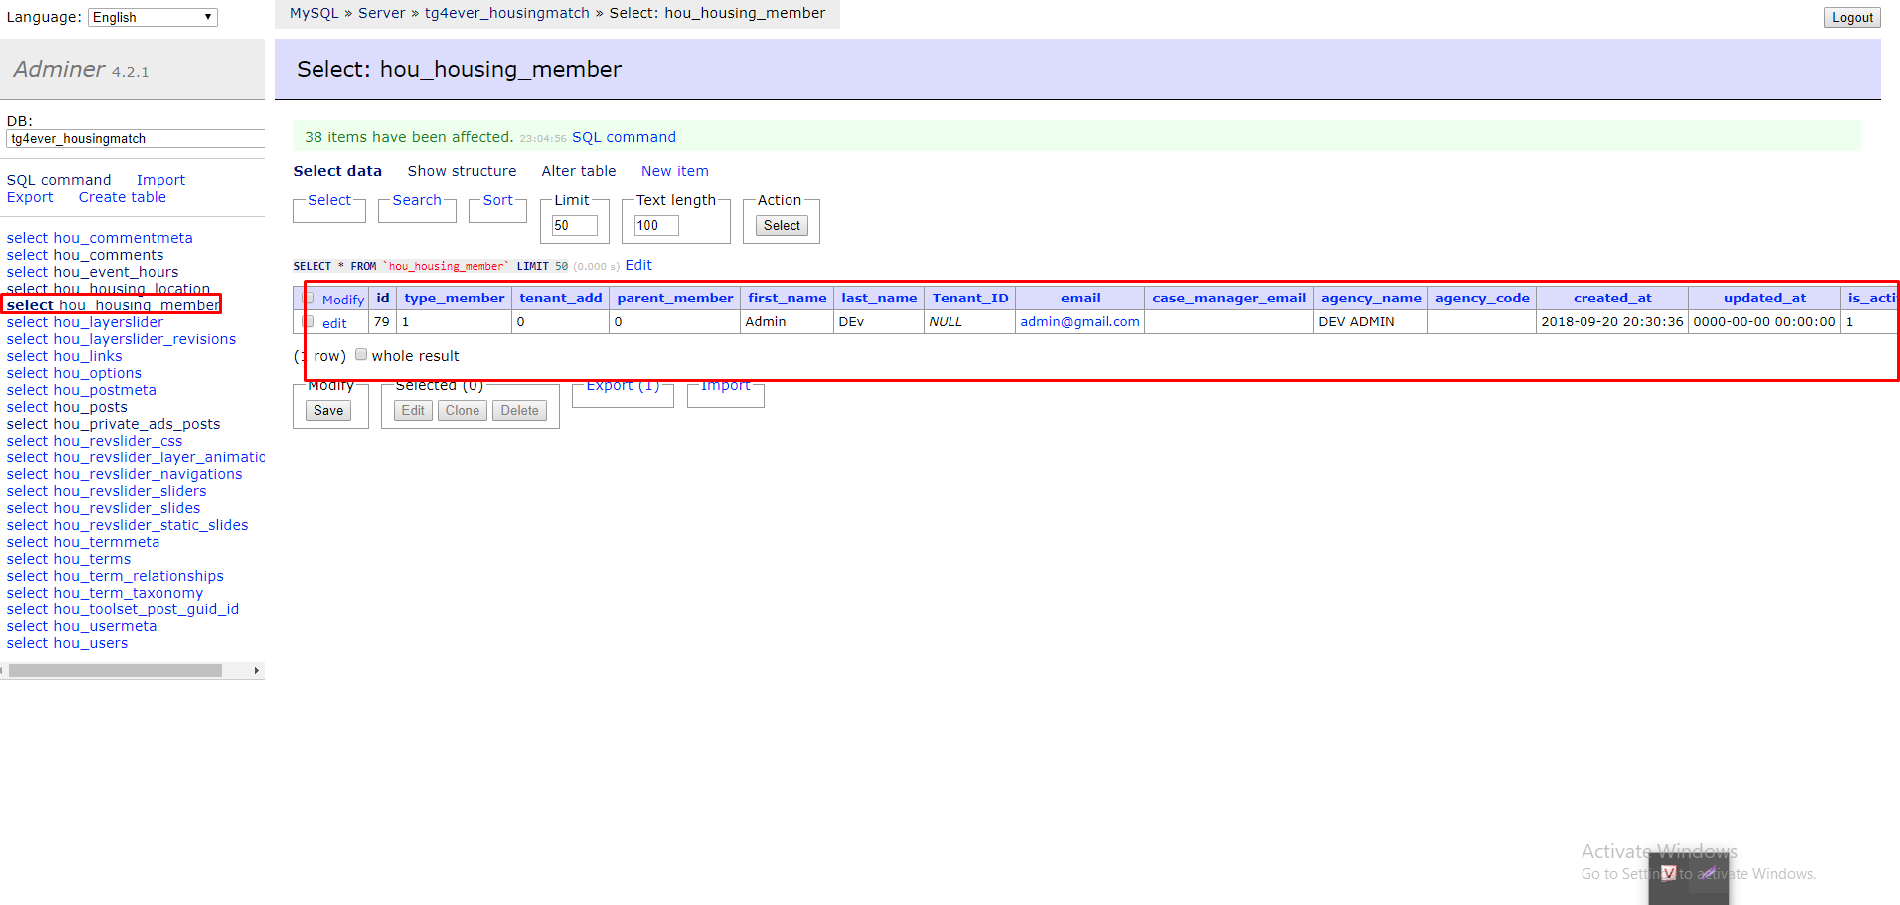 Language: English
MySQL » Server » tg4ever_housingmatch » Select: hou_housing_member
Logout
Adminer 4.2.1
Select: hou_housing_member
DB:
tg4ever_housingmatch
SQL command Import
Export Create table
select hou_commentmeta
select hou_comments
select hou_event_hours
select hou_housing_location
select hou_housing_member
select hou_layerslider
select hou_layerslider_revisions
select hou_links
select hou_options
select hou_postmeta
select hou_posts
select hou_private_ads_posts
select hou_revslider_css
select hou_revslider_layer_animatio
select hou_revslider_navigations
select hou_revslider_sliders
select hou_revslider_slides
select hou_revslider_static_slides
select hou_termmeta
select hou_terms
select hou_term_relationships
select hou_term_taxonomy
select hou_toolset_post_guid_id
select hou_usermeta
select hou_users
38 items have been affected. 23:04:56 SQL command
Select data Show structure Alter table New item
Select Search Sort Limit Text length Action
50 100 Select
SELECT * FROM `hou_housing_member` LIMIT 50 (0.000 s) Edit
Modify id type_member tenant_add parent_member first_name last_name Tenant_ID email case_manager_email agency_name agency_code created_at updated_at is_acti
edit 79 1 0 0 Admin DEv NULL admin@gmail.com DEV ADMIN 2018-09-20 20:30:36 0000-00-00 00:00:00 1
(1 row) whole result
Modify Selected (0) Export (1) Import
Save Edit Clone Delete
Activate Windows
Go to Settings to activate Windows.